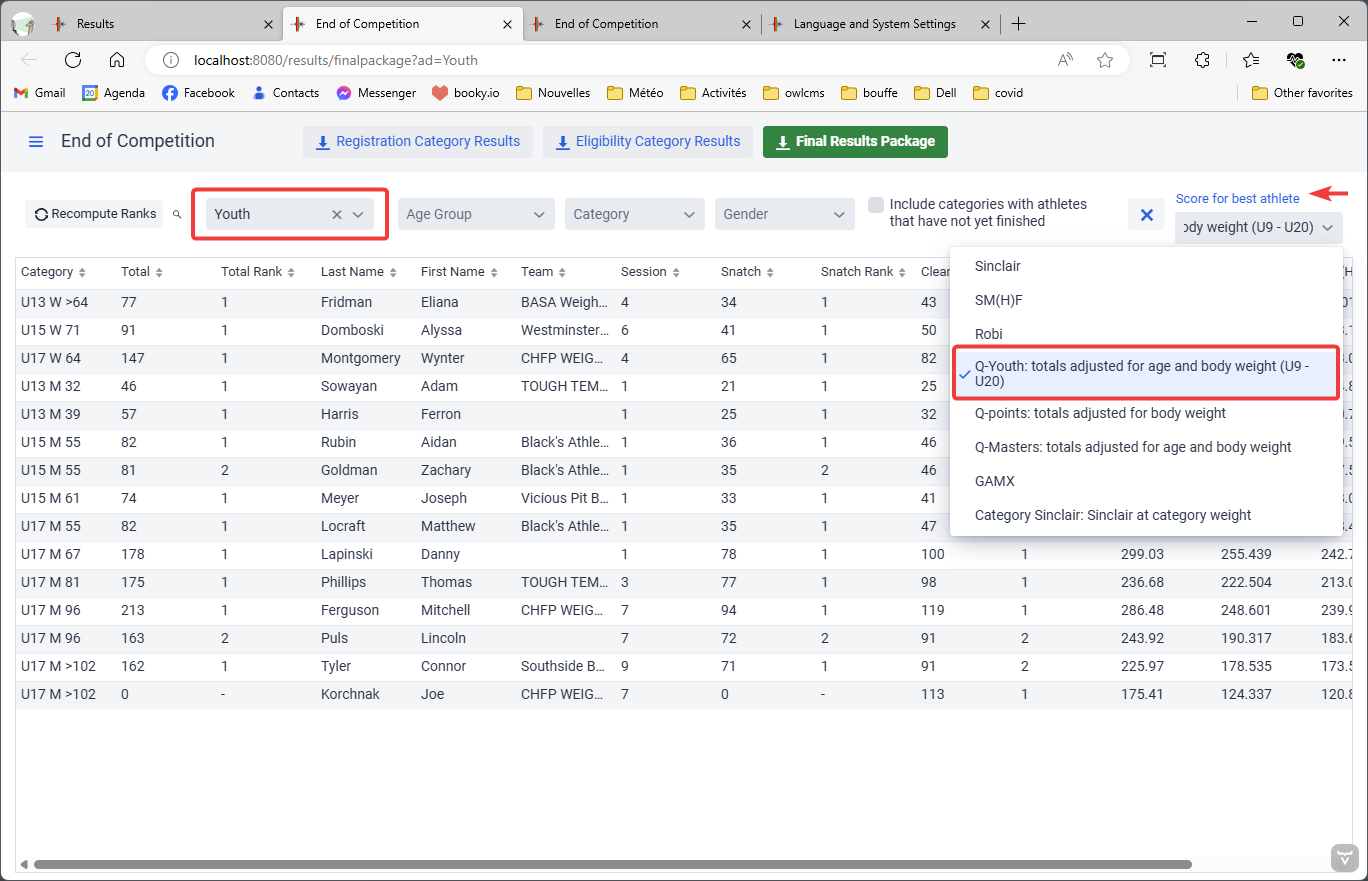 Results
End of Competition
End of Competition
Language and System Settings
localhost:8080/results/finalpackage?ad=Youth
Gmail
20
Agenda
Facebook
Contacts
Messenger
booky.io
Nouvelles
Météo
Activités
owlcms
bouffe
Dell
covid
Other favorites
End of Competition
Registration Category Results
Eligibility Category Results
Final Results Package
Recompute Ranks
Youth
Age Group
Category
Gender
Include categories with athletes
that have not yet finished
Score for best athlete
ody weight (U9 - U20)
Sinclair
SM(H)F
Robi
Q-Youth: totals adjusted for age and body weight (U9 -
U20)
Q-points: totals adjusted for body weight
Q-Masters: totals adjusted for age and body weight
GAMX
Category Sinclair: Sinclair at category weight
Category Total Total Rank Last Name First Name Team Session Snatch Snatch Rank Clear
U13 W >64 77 1 Fridman Eliana BASA Weigh... 4 34 1 43
U15 W 71 91 1 Domboski Alyssa Westminster... 6 41 1 50
U17 W 64 147 1 Montgomery Wynter CHFP WEIG... 4 65 1 82
U13 M 32 46 1 Sowayan Adam TOUGH TEM... 1 21 1 25
U13 M 39 57 1 Harris Ferron 1 25 1 32
U15 M 55 82 1 Rubin Aidan Black's Athle... 1 36 1 46
U15 M 55 81 2 Goldman Zachary Black's Athle... 1 35 2 46
U15 M 61 74 1 Meyer Joseph Vicious Pit B... 1 33 1 41
U17 M 55 82 1 Locraft Matthew Black's Athle... 1 35 1 47
U17 M 67 178 1 Lapinski Danny 1 78 1 100 1 299.03 255.439 242.7
U17 M 81 175 1 Phillips Thomas TOUGH TEM... 3 77 1 98 1 236.68 222.504 213.0
U17 M 96 213 1 Ferguson Mitchell CHFP WEIG... 7 94 1 119 1 286.48 248.601 239.9
U17 M 96 163 2 Puls Lincoln 7 72 2 91 2 243.92 190.317 183.6
U17 M >102 162 1 Tyler Connor Southside B... 9 71 1 91 2 225.97 178.535 173.5
U17 M >102 0 - Korchnak Joe CHFP WEIG... 7 0 - 113 1 175.41 124.337 120.8